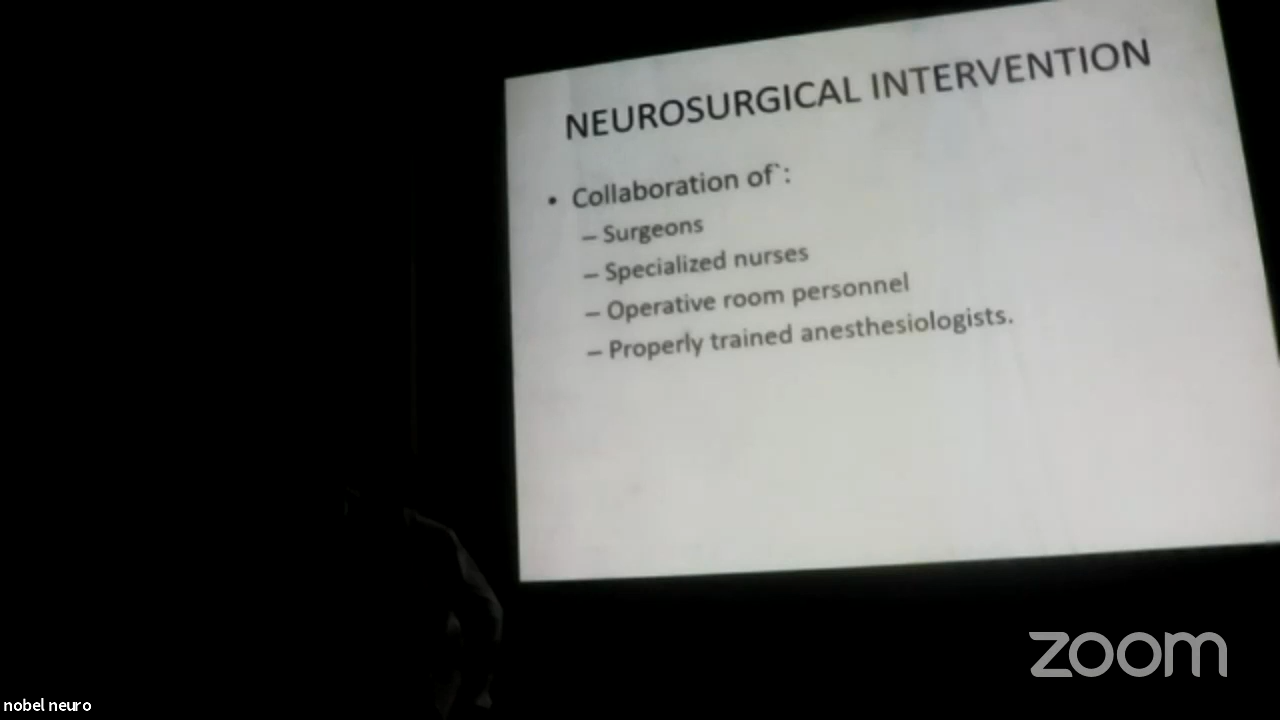 NEUROSURGICAL INTERVENTION
• Collaboration of`:
– Surgeons
– Specialized nurses
– Operative room personnel
– Properly trained anesthesiologists.
zoom
nobel neuro